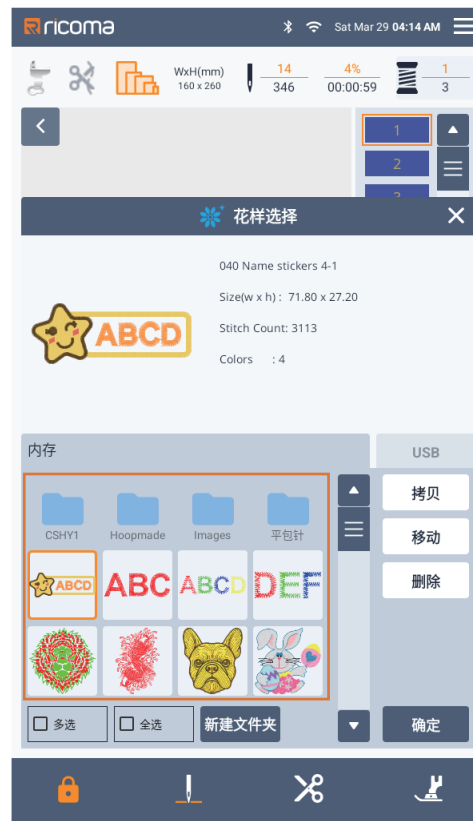 ricoma
Sat Mar 29 04:14 AM
WxH(mm)
160 x 260
14
346
4%
00:00:59
1
3
1
2
花样选择
040 Name stickers 4-1
Size(w x h) : 71.80 x 27.20
Stitch Count: 3113
Colors : 4
ABCD
内存
USB
CSHY1
Hoopmade
Images
平包针
拷贝
移动
删除
ABCD
ABC
ABCD
DEF
多选
全选
新建文件夹
确定